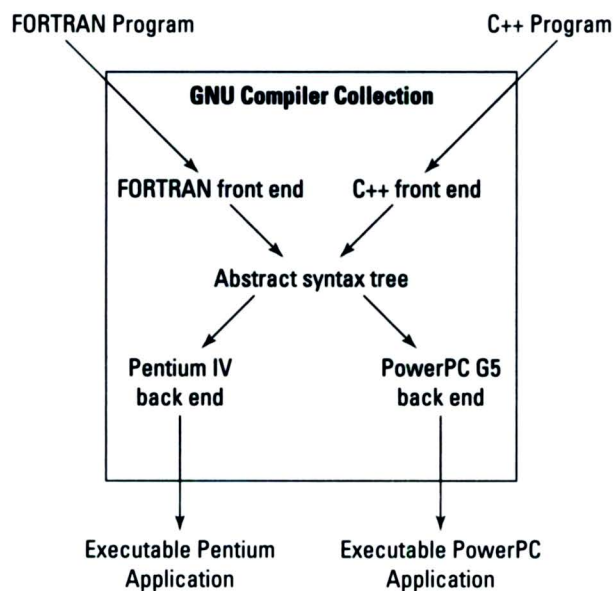 FORTRAN Program
C++ Program
GNU Compiler Collection
FORTRAN front end
C++ front end
Abstract syntax tree
Pentium IV
back end
PowerPC G5
back end
Executable Pentium
Application
Executable PowerPC
Application